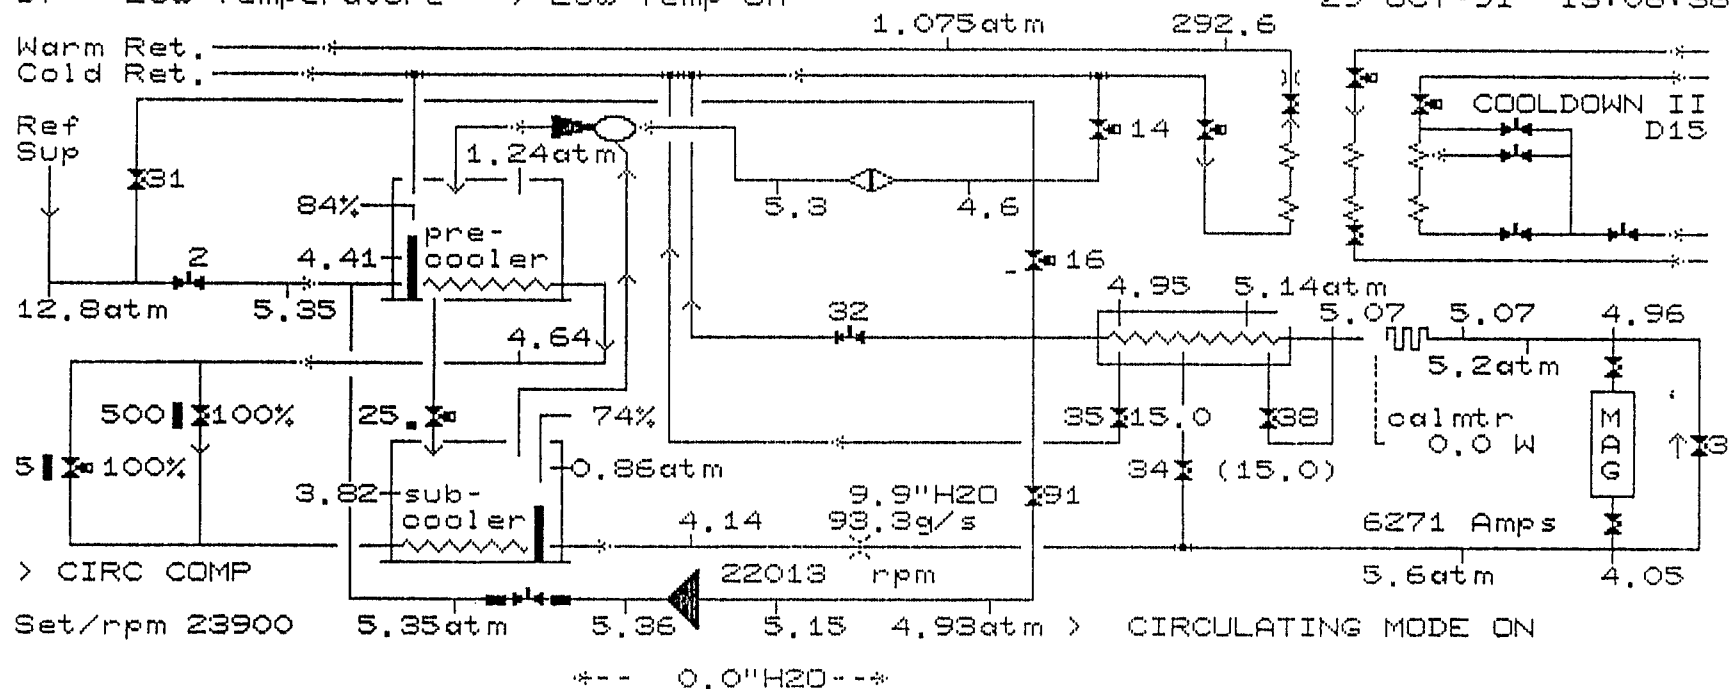 1.075atm 292.6
Warm Ret.
Cold Ret.
COOLDOWN II
D15
Ref
Sup
14
1.24atm
31
84%
5.3 4.6
pre-
cooler
2
4.41
16
4.95 5.14atm
12.8atm 5.35
32
5.07 5.07 4.96
4.64
5.2atm
500 100%
25.
74%
35 15.0
38
calmtr
0.0 W
MAG
3
5 100%
0.86atm
34 (15.0)
3.82
sub-
cooler
9.9"H2O
91
4.14 93.3g/s
6271 Amps
> CIRC COMP
22013 rpm
5.6atm 4.05
Set/rpm 23900 5.35atm 5.36 5.15 4.93atm > CIRCULATING MODE ON
0.0"H2O